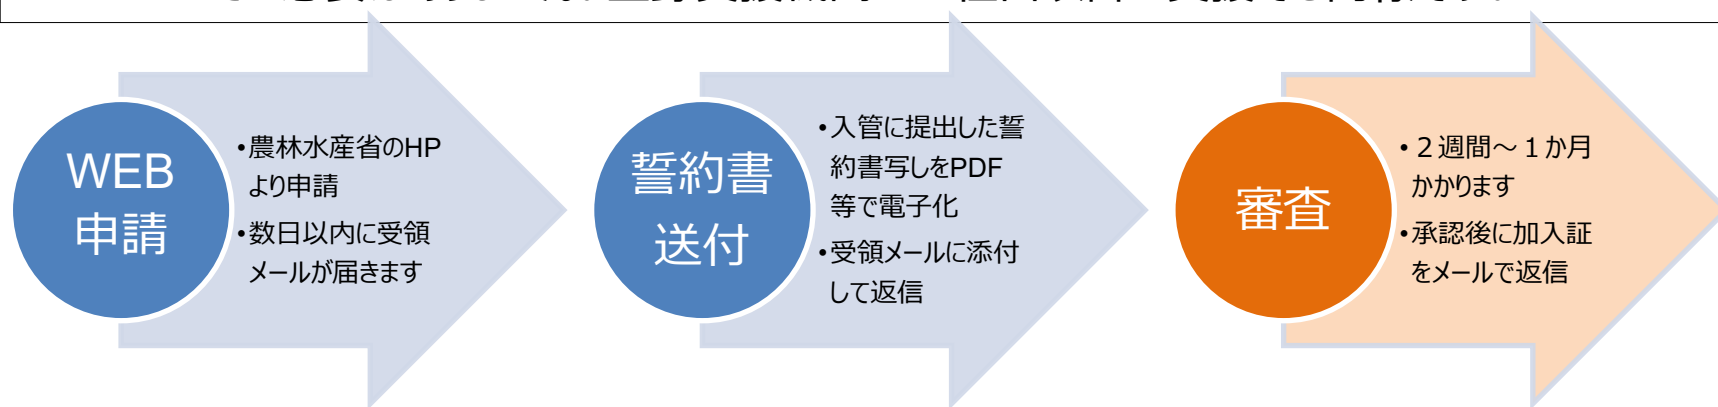 WEB
申請
•農林水産省のHP
より申請
•数日以内に受領
メールが届きます
誓約書
送付
•入管に提出した誓
約書写しをPDF
等で電子化
•受領メールに添付
して返信
審査
•２週間～１か月
かかります
•承認後に加入証
をメールで返信